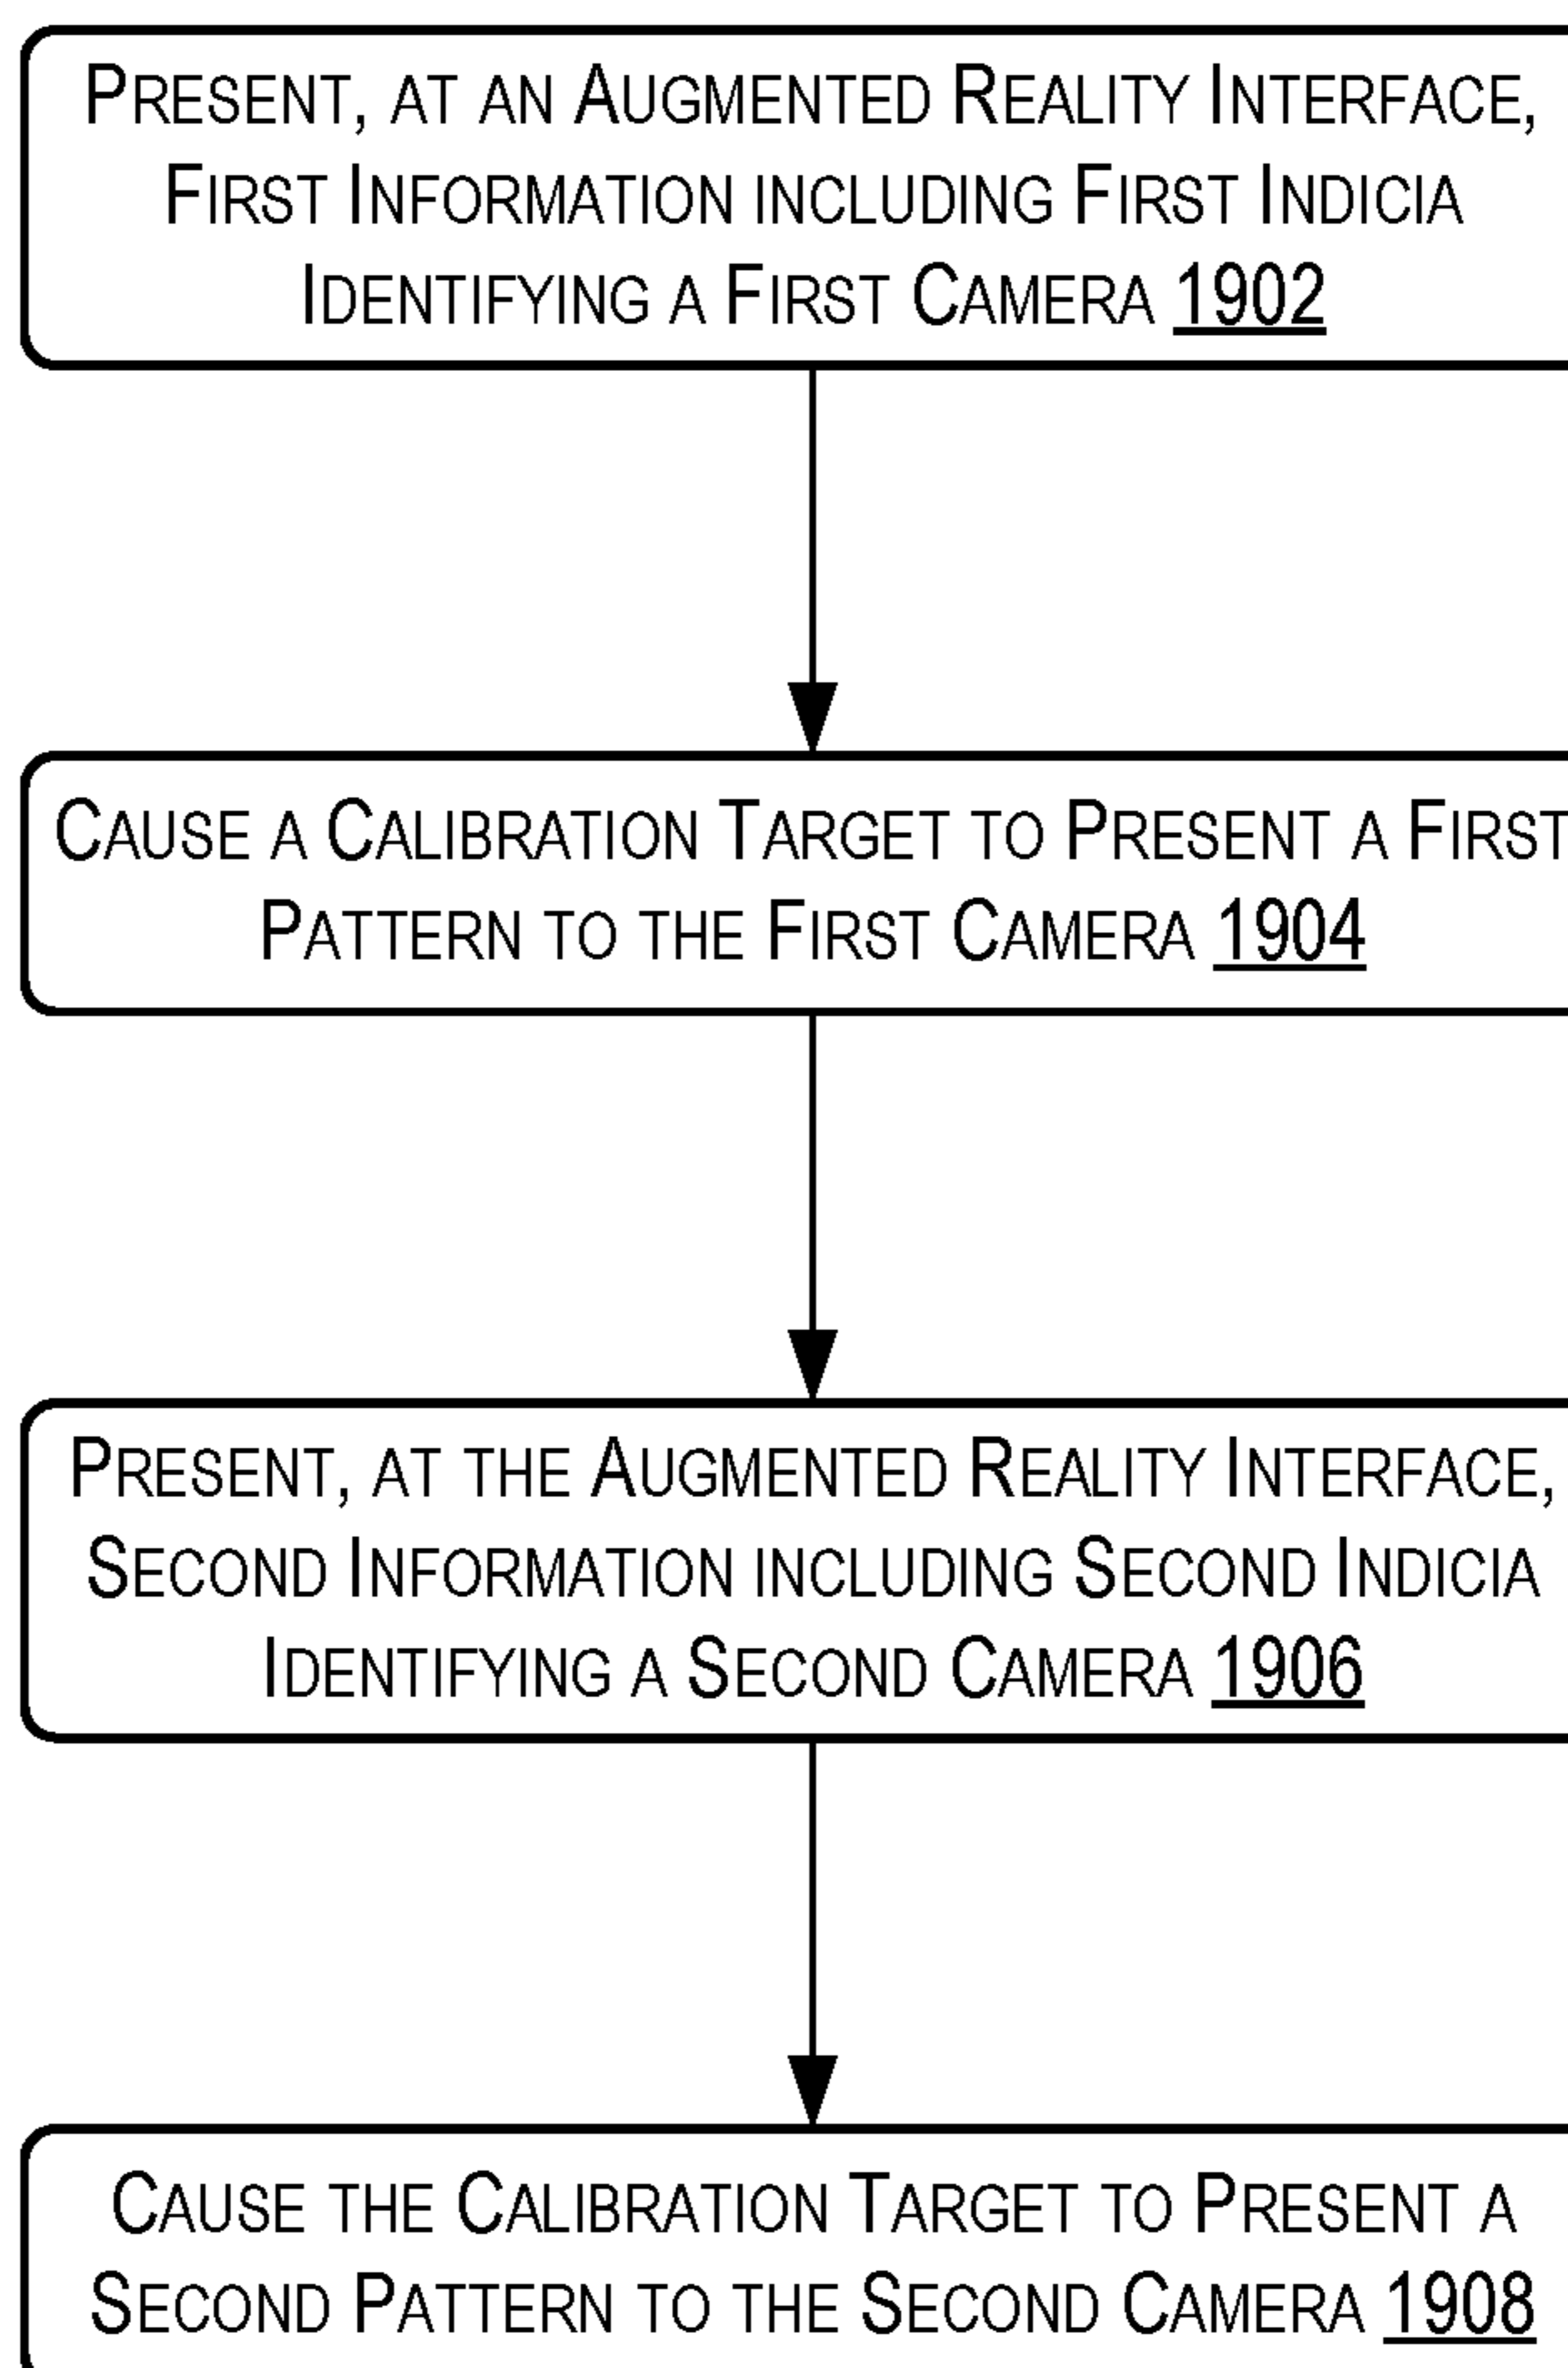 Present, at an Augmented Reality Interface,
First Information including First Indicia
Identifying a First Camera 1902
Cause a Calibration Target to Present a First
Pattern to the First Camera 1904
Present, at the Augmented Reality Interface,
Second Information including Second Indicia
Identifying a Second Camera 1906
Cause the Calibration Target to Present a
Second Pattern to the Second Camera 1908